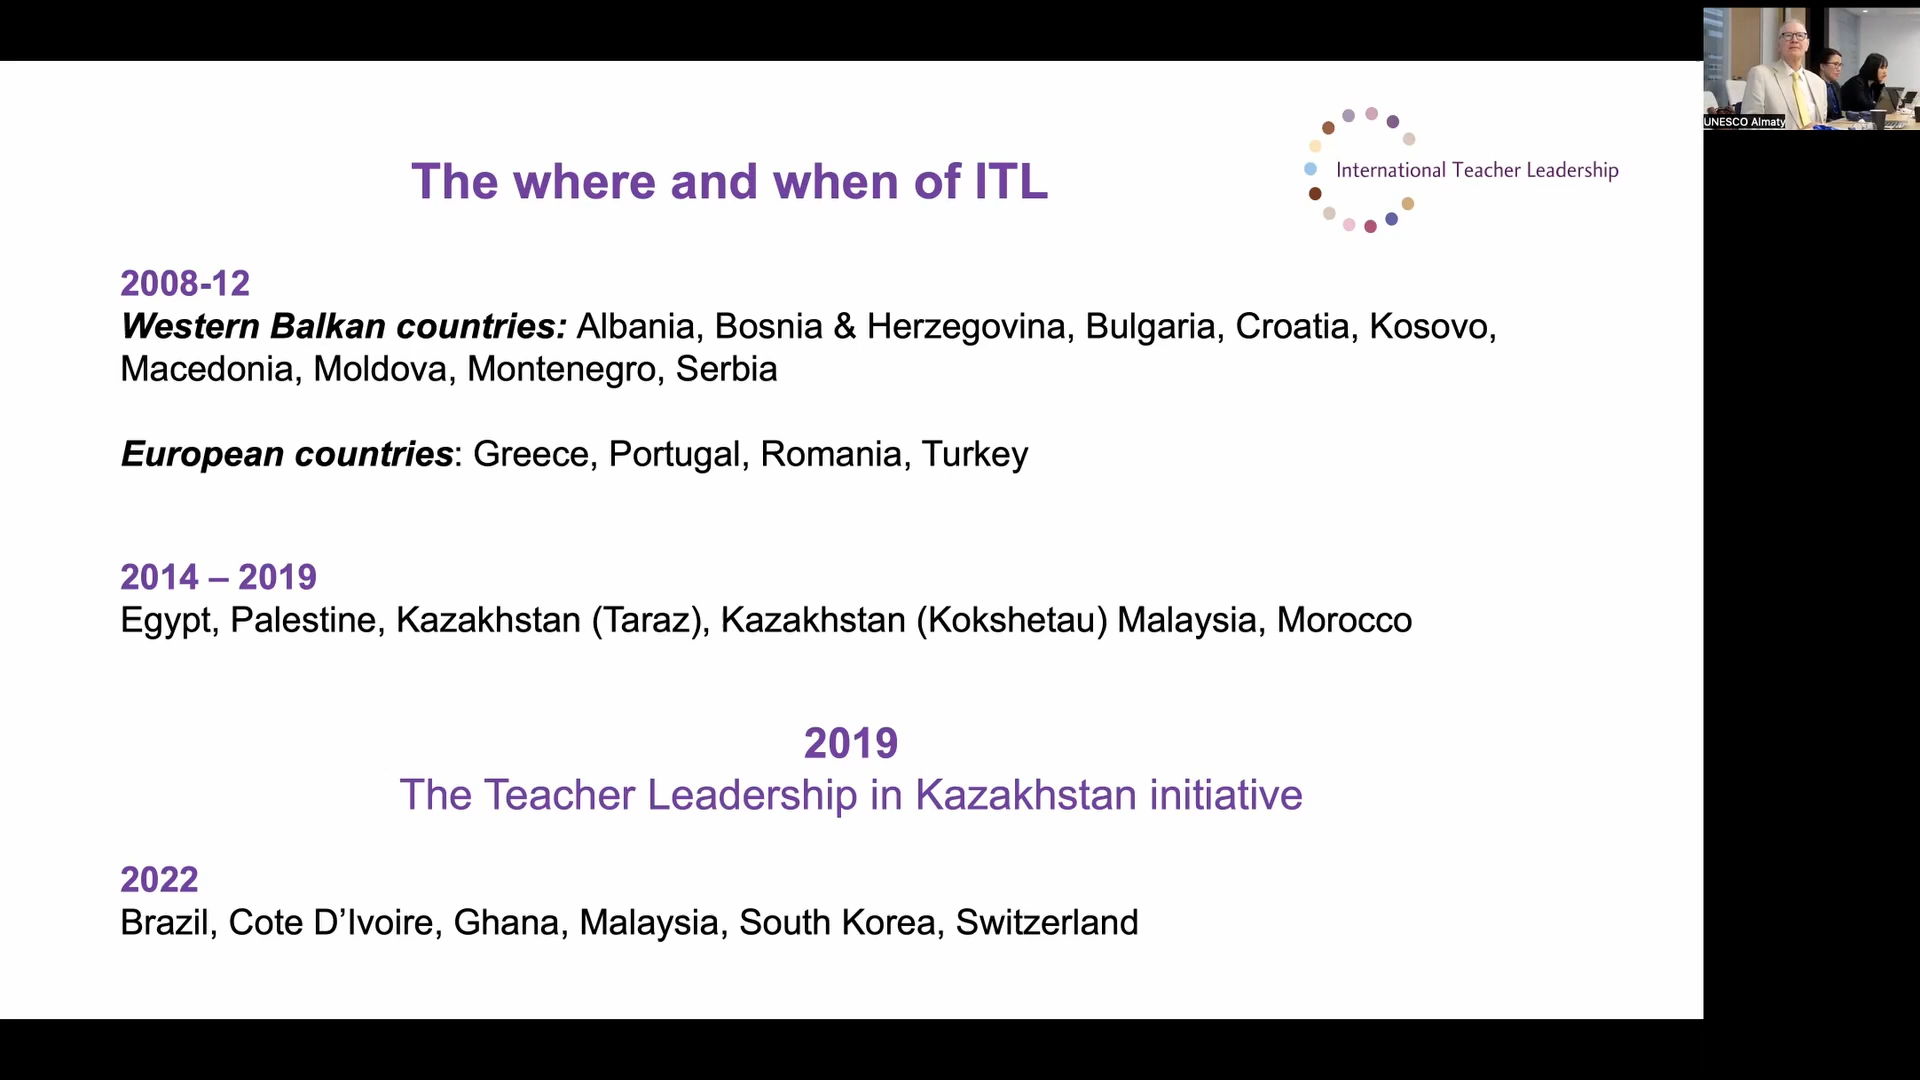 The where and when of ITL
International Teacher Leadership
UNESCO Almaty
2008-12
Western Balkan countries: Albania, Bosnia & Herzegovina, Bulgaria, Croatia, Kosovo,
Macedonia, Moldova, Montenegro, Serbia
European countries: Greece, Portugal, Romania, Turkey
2014 – 2019
Egypt, Palestine, Kazakhstan (Taraz), Kazakhstan (Kokshetau) Malaysia, Morocco
2019
The Teacher Leadership in Kazakhstan initiative
2022
Brazil, Cote D’Ivoire, Ghana, Malaysia, South Korea, Switzerland